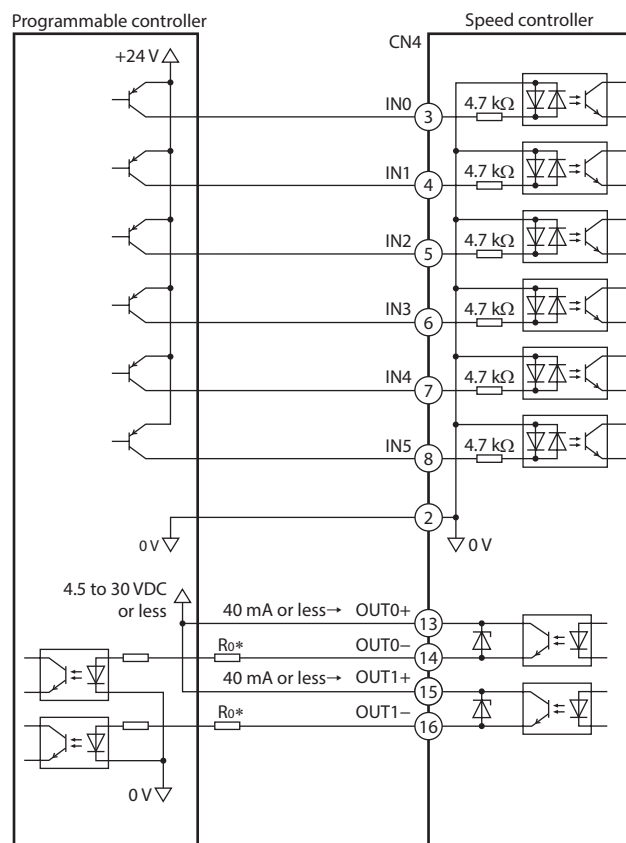 Programmable controller
Speed controller
CN4
+24 V
IN0
3
4.7 kΩ
IN1
4
4.7 kΩ
IN2
5
4.7 kΩ
IN3
6
4.7 kΩ
IN4
7
4.7 kΩ
IN5
8
4.7 kΩ
2
0 V
0 V
4.5 to 30 VDC
or less
40 mA or less→ OUT0+
13
R0*
OUT0−
14
40 mA or less→ OUT1+
15
R0*
OUT1−
16
0 V